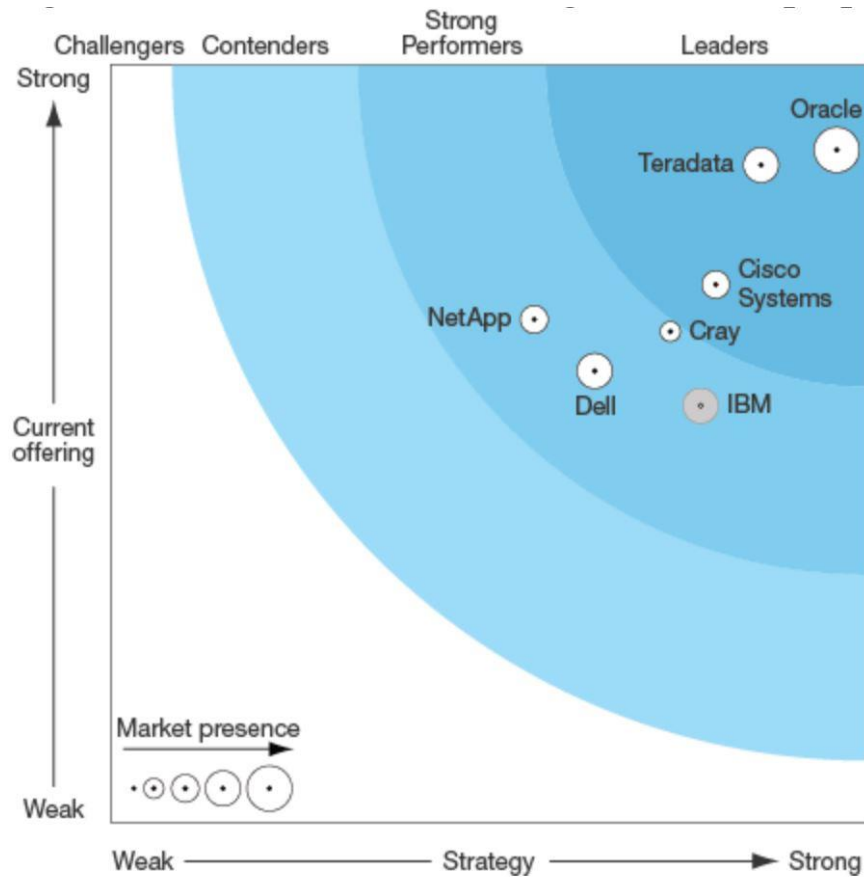 Challengers
Contenders
Strong
Performers
Leaders
Strong
Oracle
Teradata
Cisco
Systems
NetApp
Cray
Dell
IBM
Current
offering
Market presence
Weak
Weak
Strategy
Strong